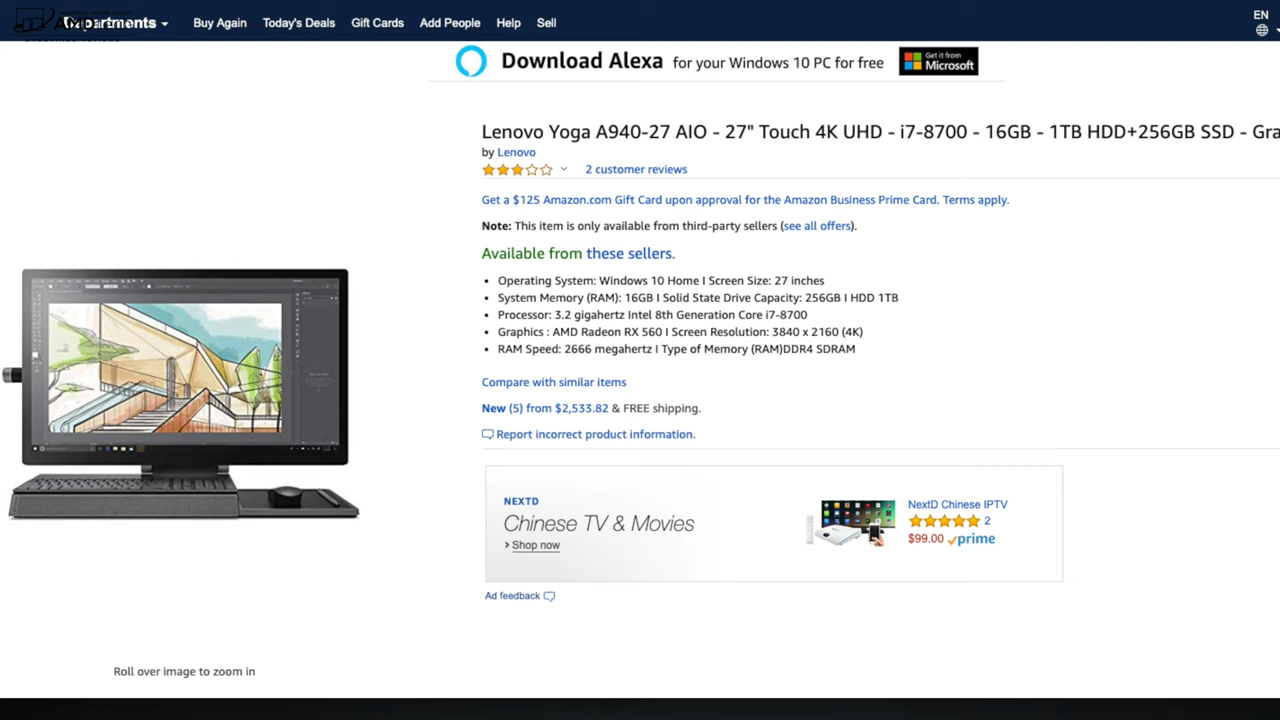 Departments
Buy Again
Today's Deals
Gift Cards
Add People
Help
Sell
EN
Download Alexa for your Windows 10 PC for free
Get it from
Microsoft
Lenovo Yoga A940-27 AIO - 27" Touch 4K UHD - i7-8700 - 16GB - 1TB HDD+256GB SSD - Gra
by Lenovo
2 customer reviews
Get a $125 Amazon.com Gift Card upon approval for the Amazon Business Prime Card. Terms apply.
Note: This item is only available from third-party sellers (see all offers).
Available from these sellers.
Operating System: Windows 10 Home I Screen Size: 27 inches
System Memory (RAM): 16GB I Solid State Drive Capacity: 256GB I HDD 1TB
Processor: 3.2 gigahertz Intel 8th Generation Core i7-8700
Graphics : AMD Radeon RX 560 I Screen Resolution: 3840 x 2160 (4K)
RAM Speed: 2666 megahertz I Type of Memory (RAM)DDR4 SDRAM
Compare with similar items
New (5) from $2,533.82 & FREE shipping.
Report incorrect product information.
NEXTD
Chinese TV & Movies
Shop now
NextD Chinese IPTV
2
$99.00 prime
Ad feedback
Roll over image to zoom in